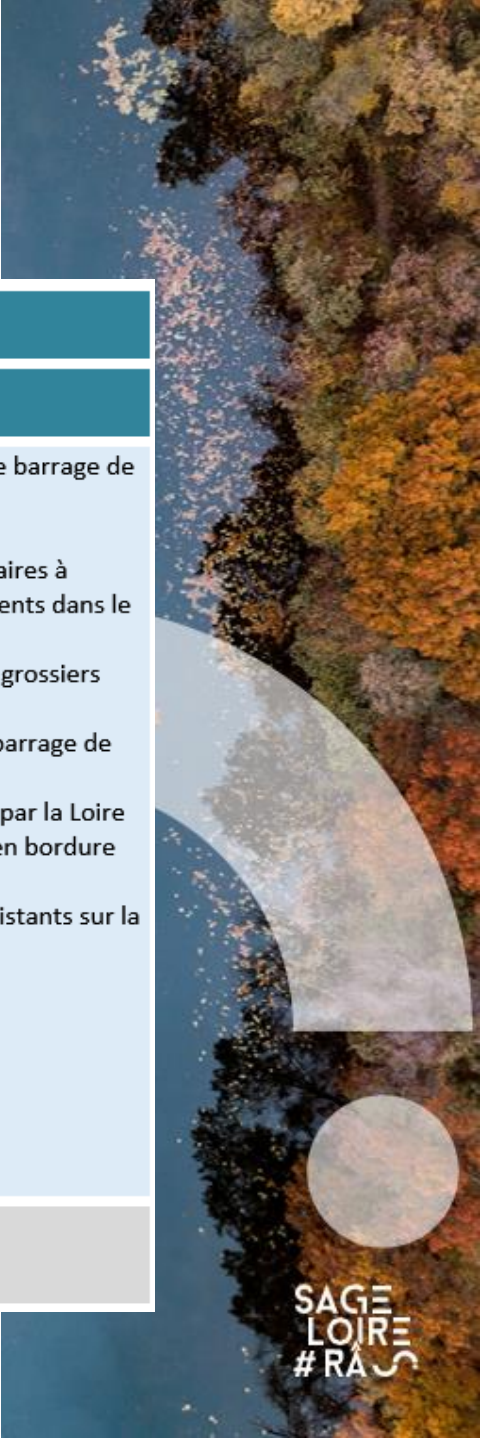 e barrage de
aires à
ents dans le
grossiers
barrage de
par la Loire
en bordure
istants sur la
SAGE
LOIRE
# RÂ